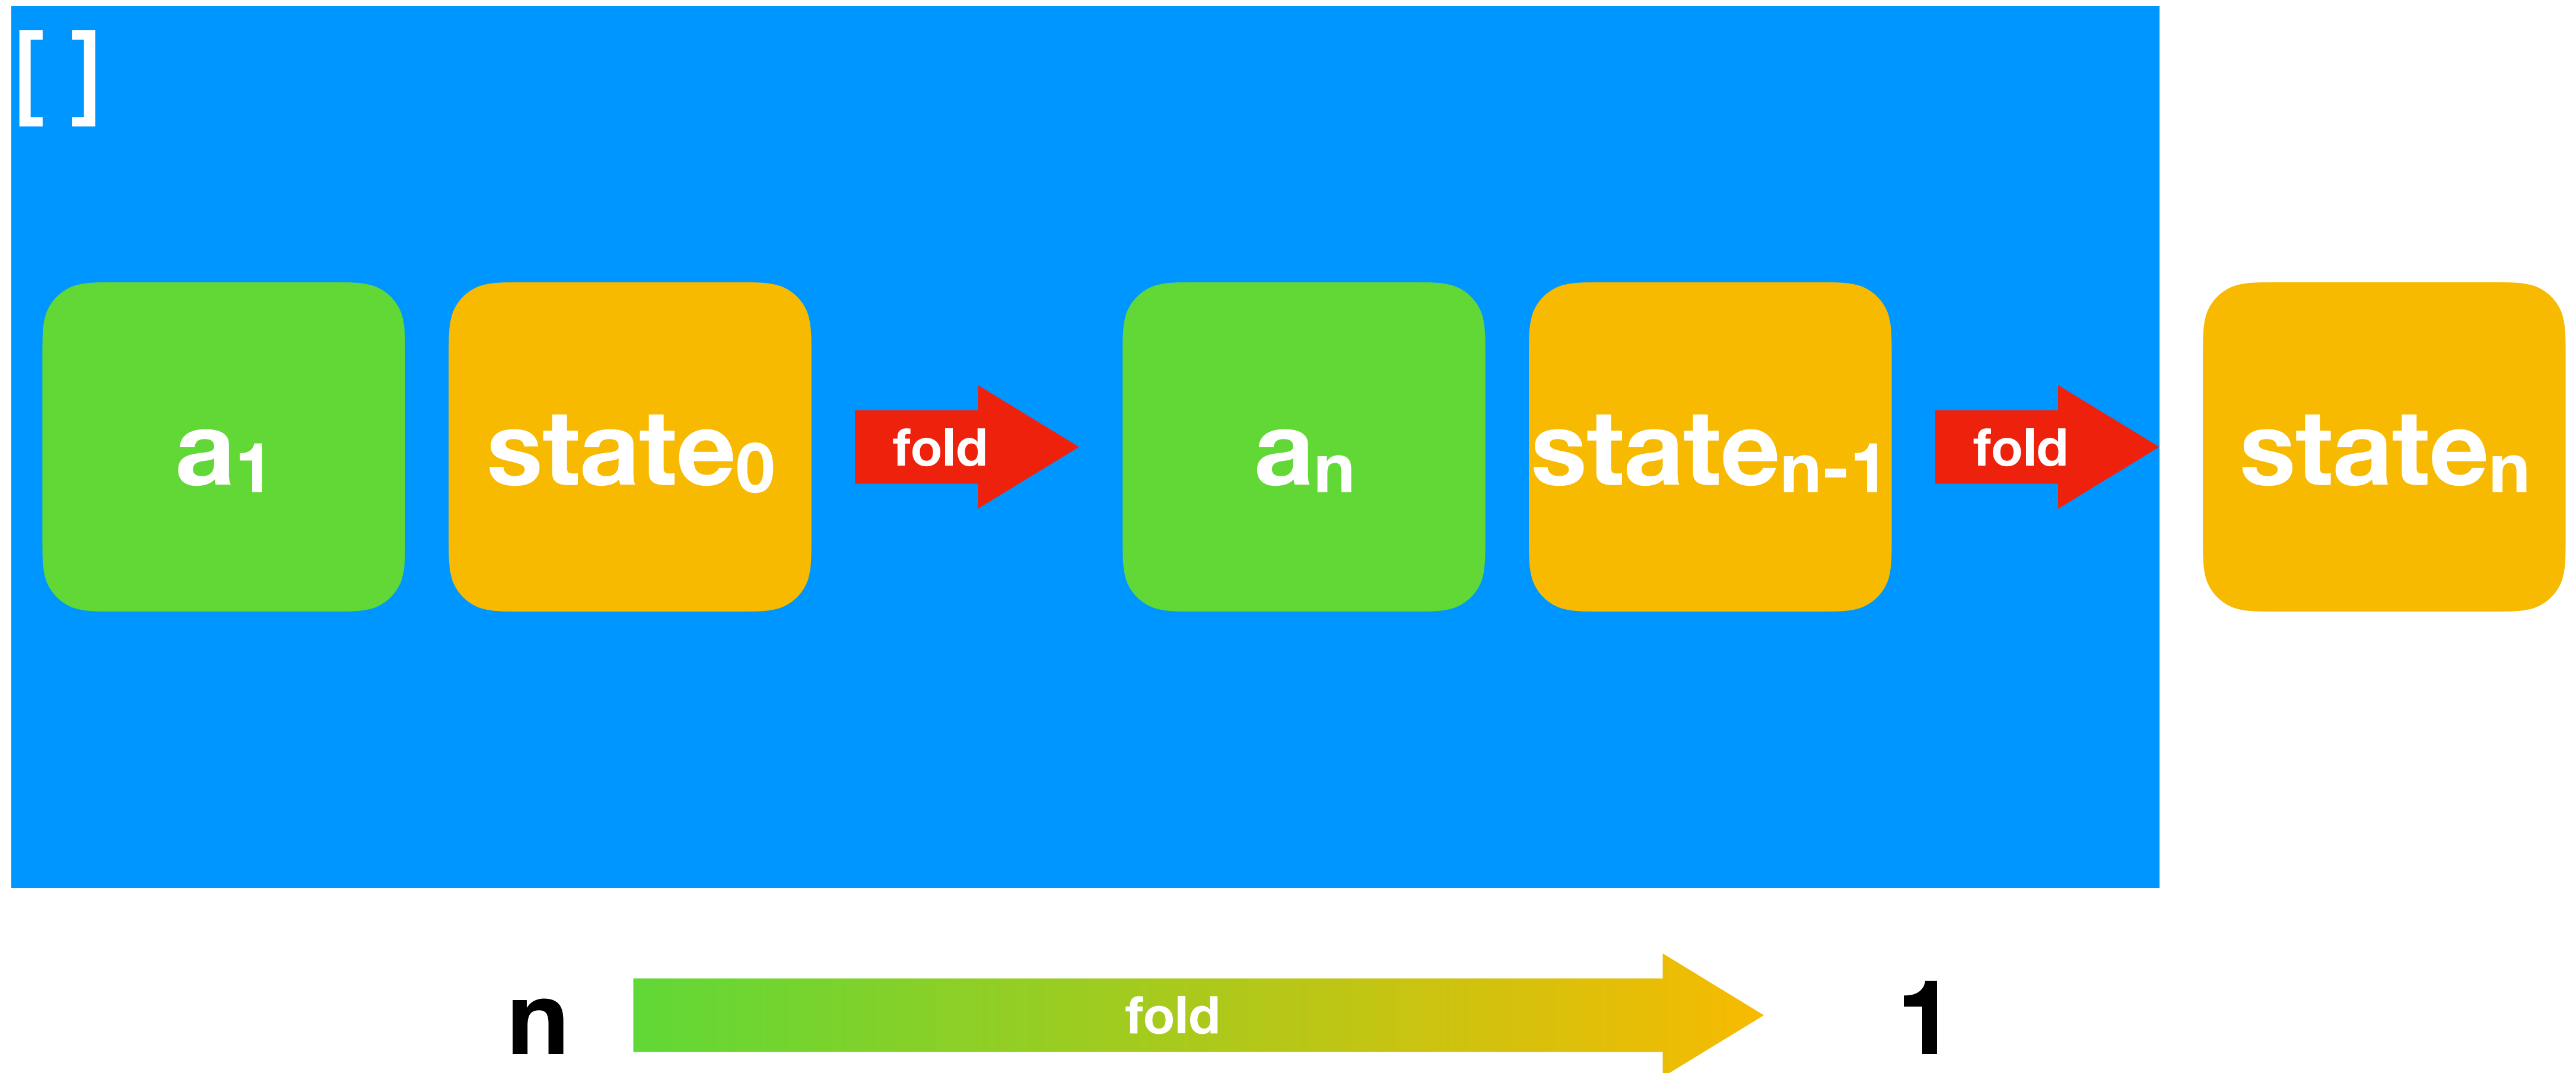 [ ]
a₁ state₀ fold aₙ stateₙ₋₁ fold stateₙ
n fold 1